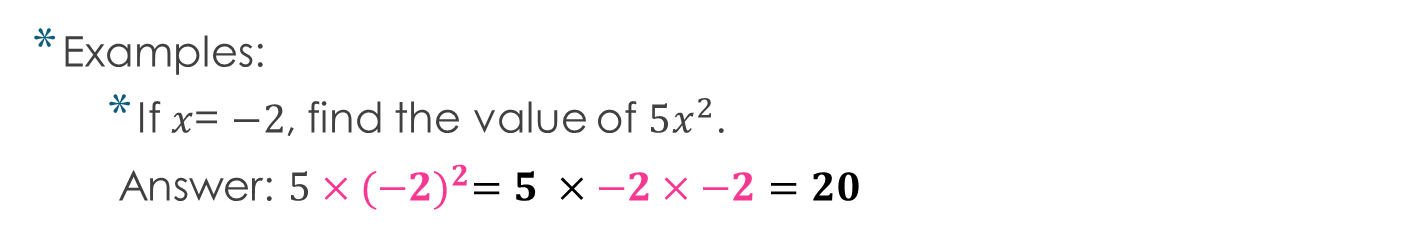 * Examples:
* If x= −2, find the value of 5x².
Answer: 5 × (−2)²= 5 × −2 × −2 = 20